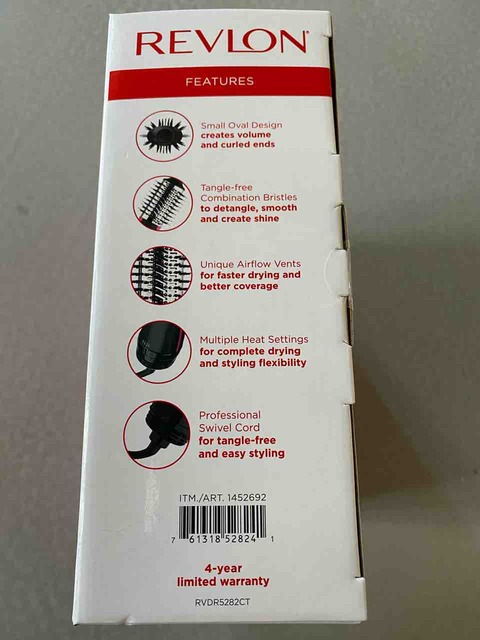 REVLON®
FEATURES
Small Oval Design
creates volume
and curled ends
Tangle-free
Combination Bristles
to detangle, smooth
and create shine
Unique Airflow Vents
for faster drying and
better coverage
Multiple Heat Settings
for complete drying
and styling flexibility
Professional
Swivel Cord
for tangle-free
and easy styling
ITM./ART. 1452692
7 61318 52824 1
4-year
limited warranty
RVDR5282CT